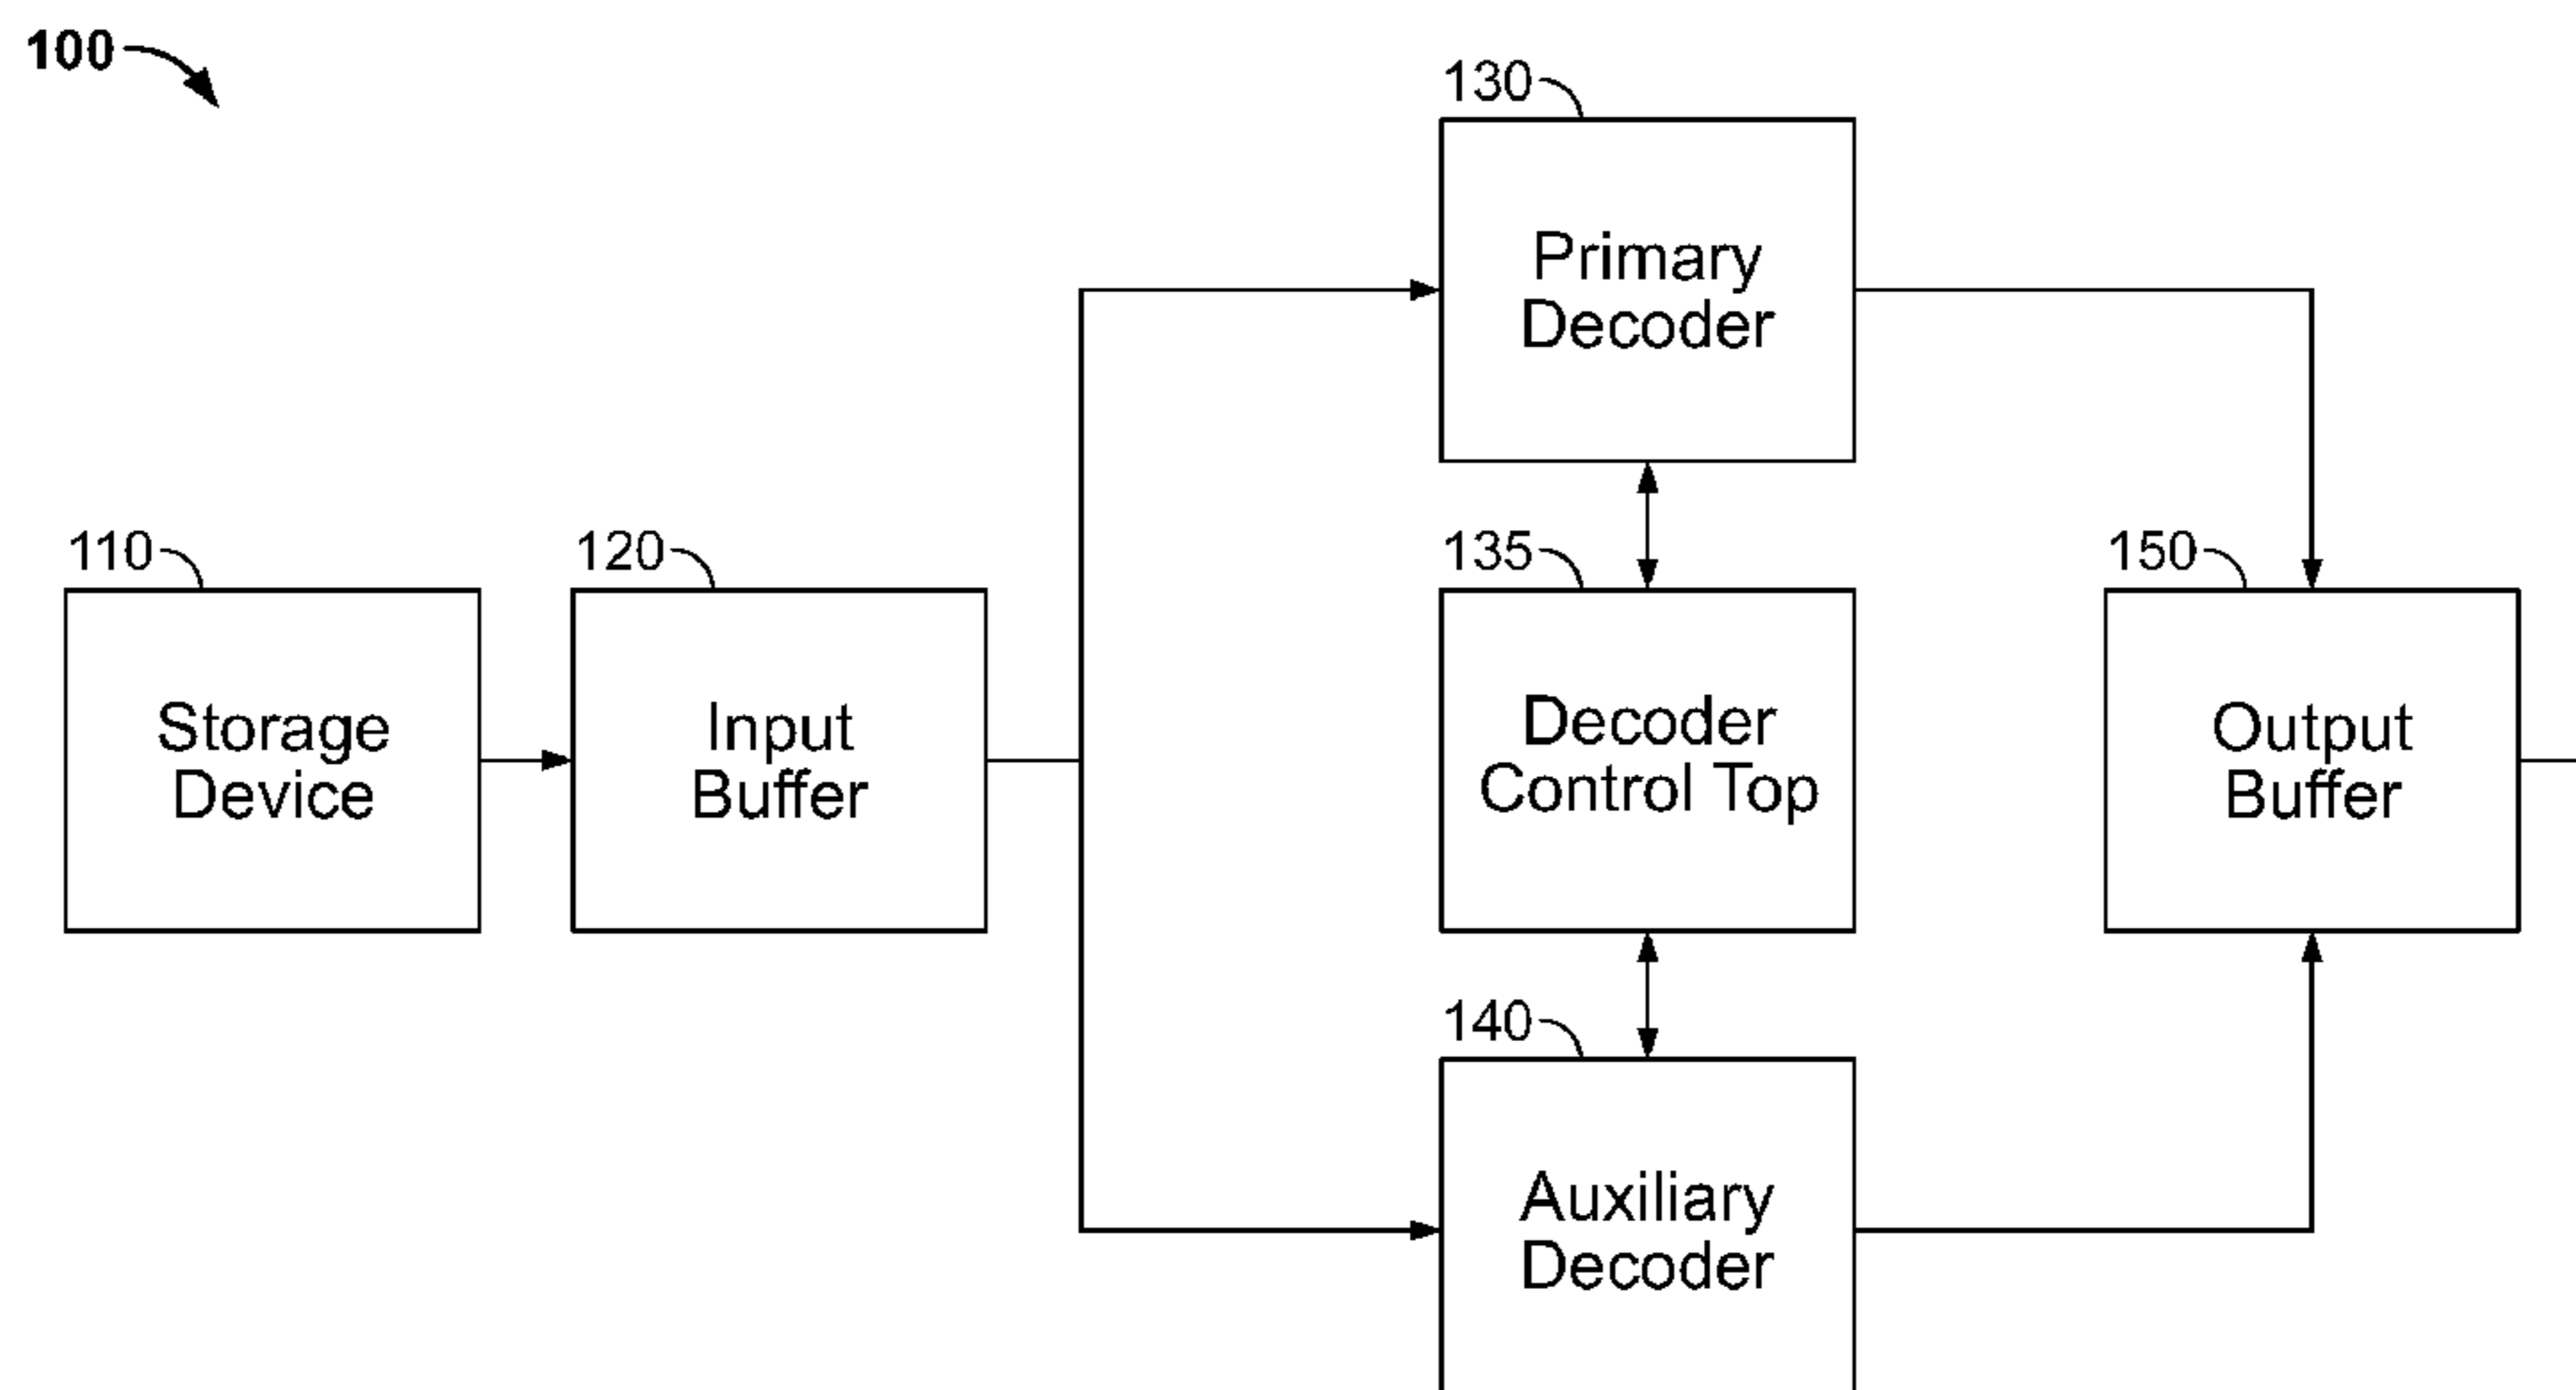 100
130
Primary
Decoder
110
Storage
Device
120
Input
Buffer
135
Decoder
Control Top
150
Output
Buffer
140
Auxiliary
Decoder